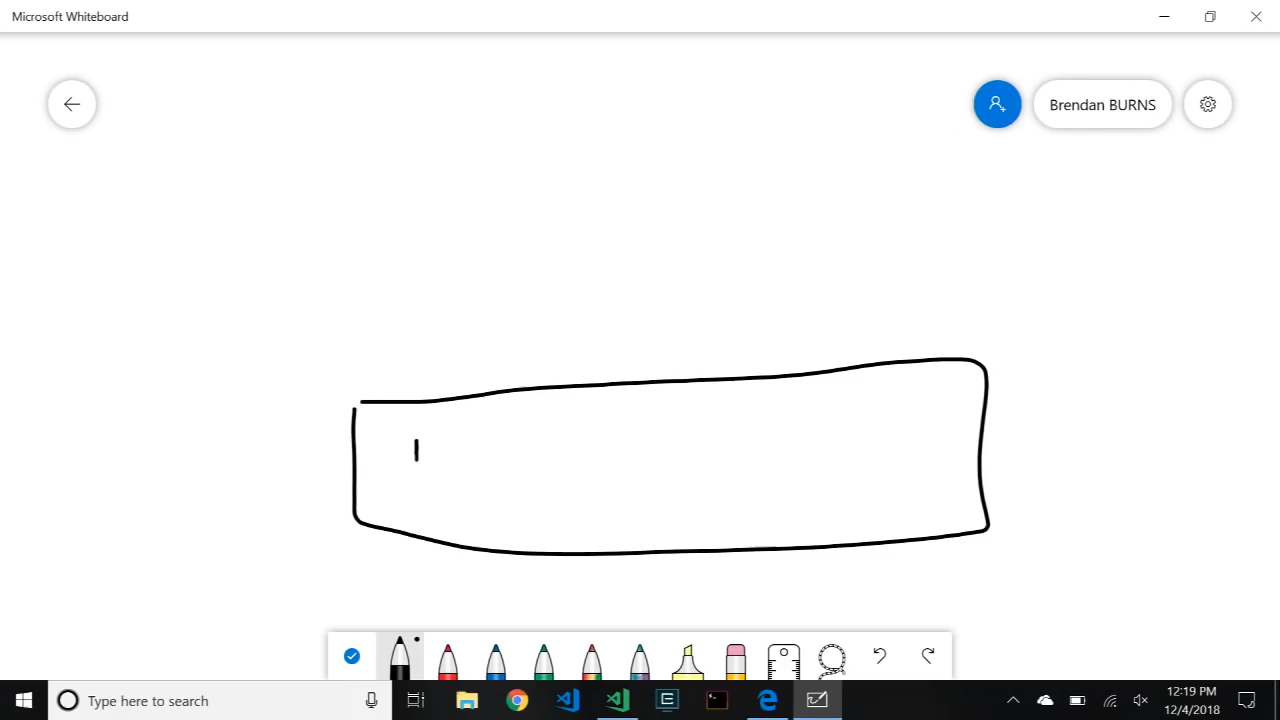 Microsoft Whiteboard
Brendan BURNS
Type here to search
12:19 PM
12/4/2018